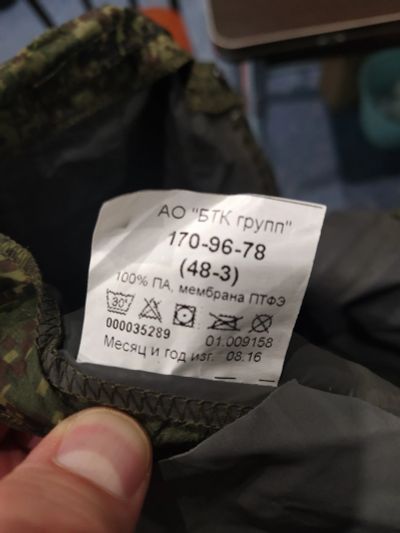 АО "БТК групп"
170-96-78
(48-3)
100% ПА, мембрана ПТФЭ
30°
000035289 01.009158
Месяц и год изг. 08.16